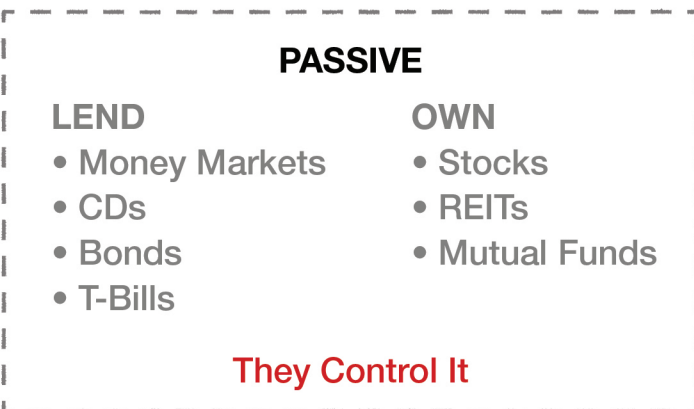 PASSIVE
LEND
• Money Markets
• CDs
• Bonds
• T-Bills
OWN
• Stocks
• REITs
• Mutual Funds
They Control It